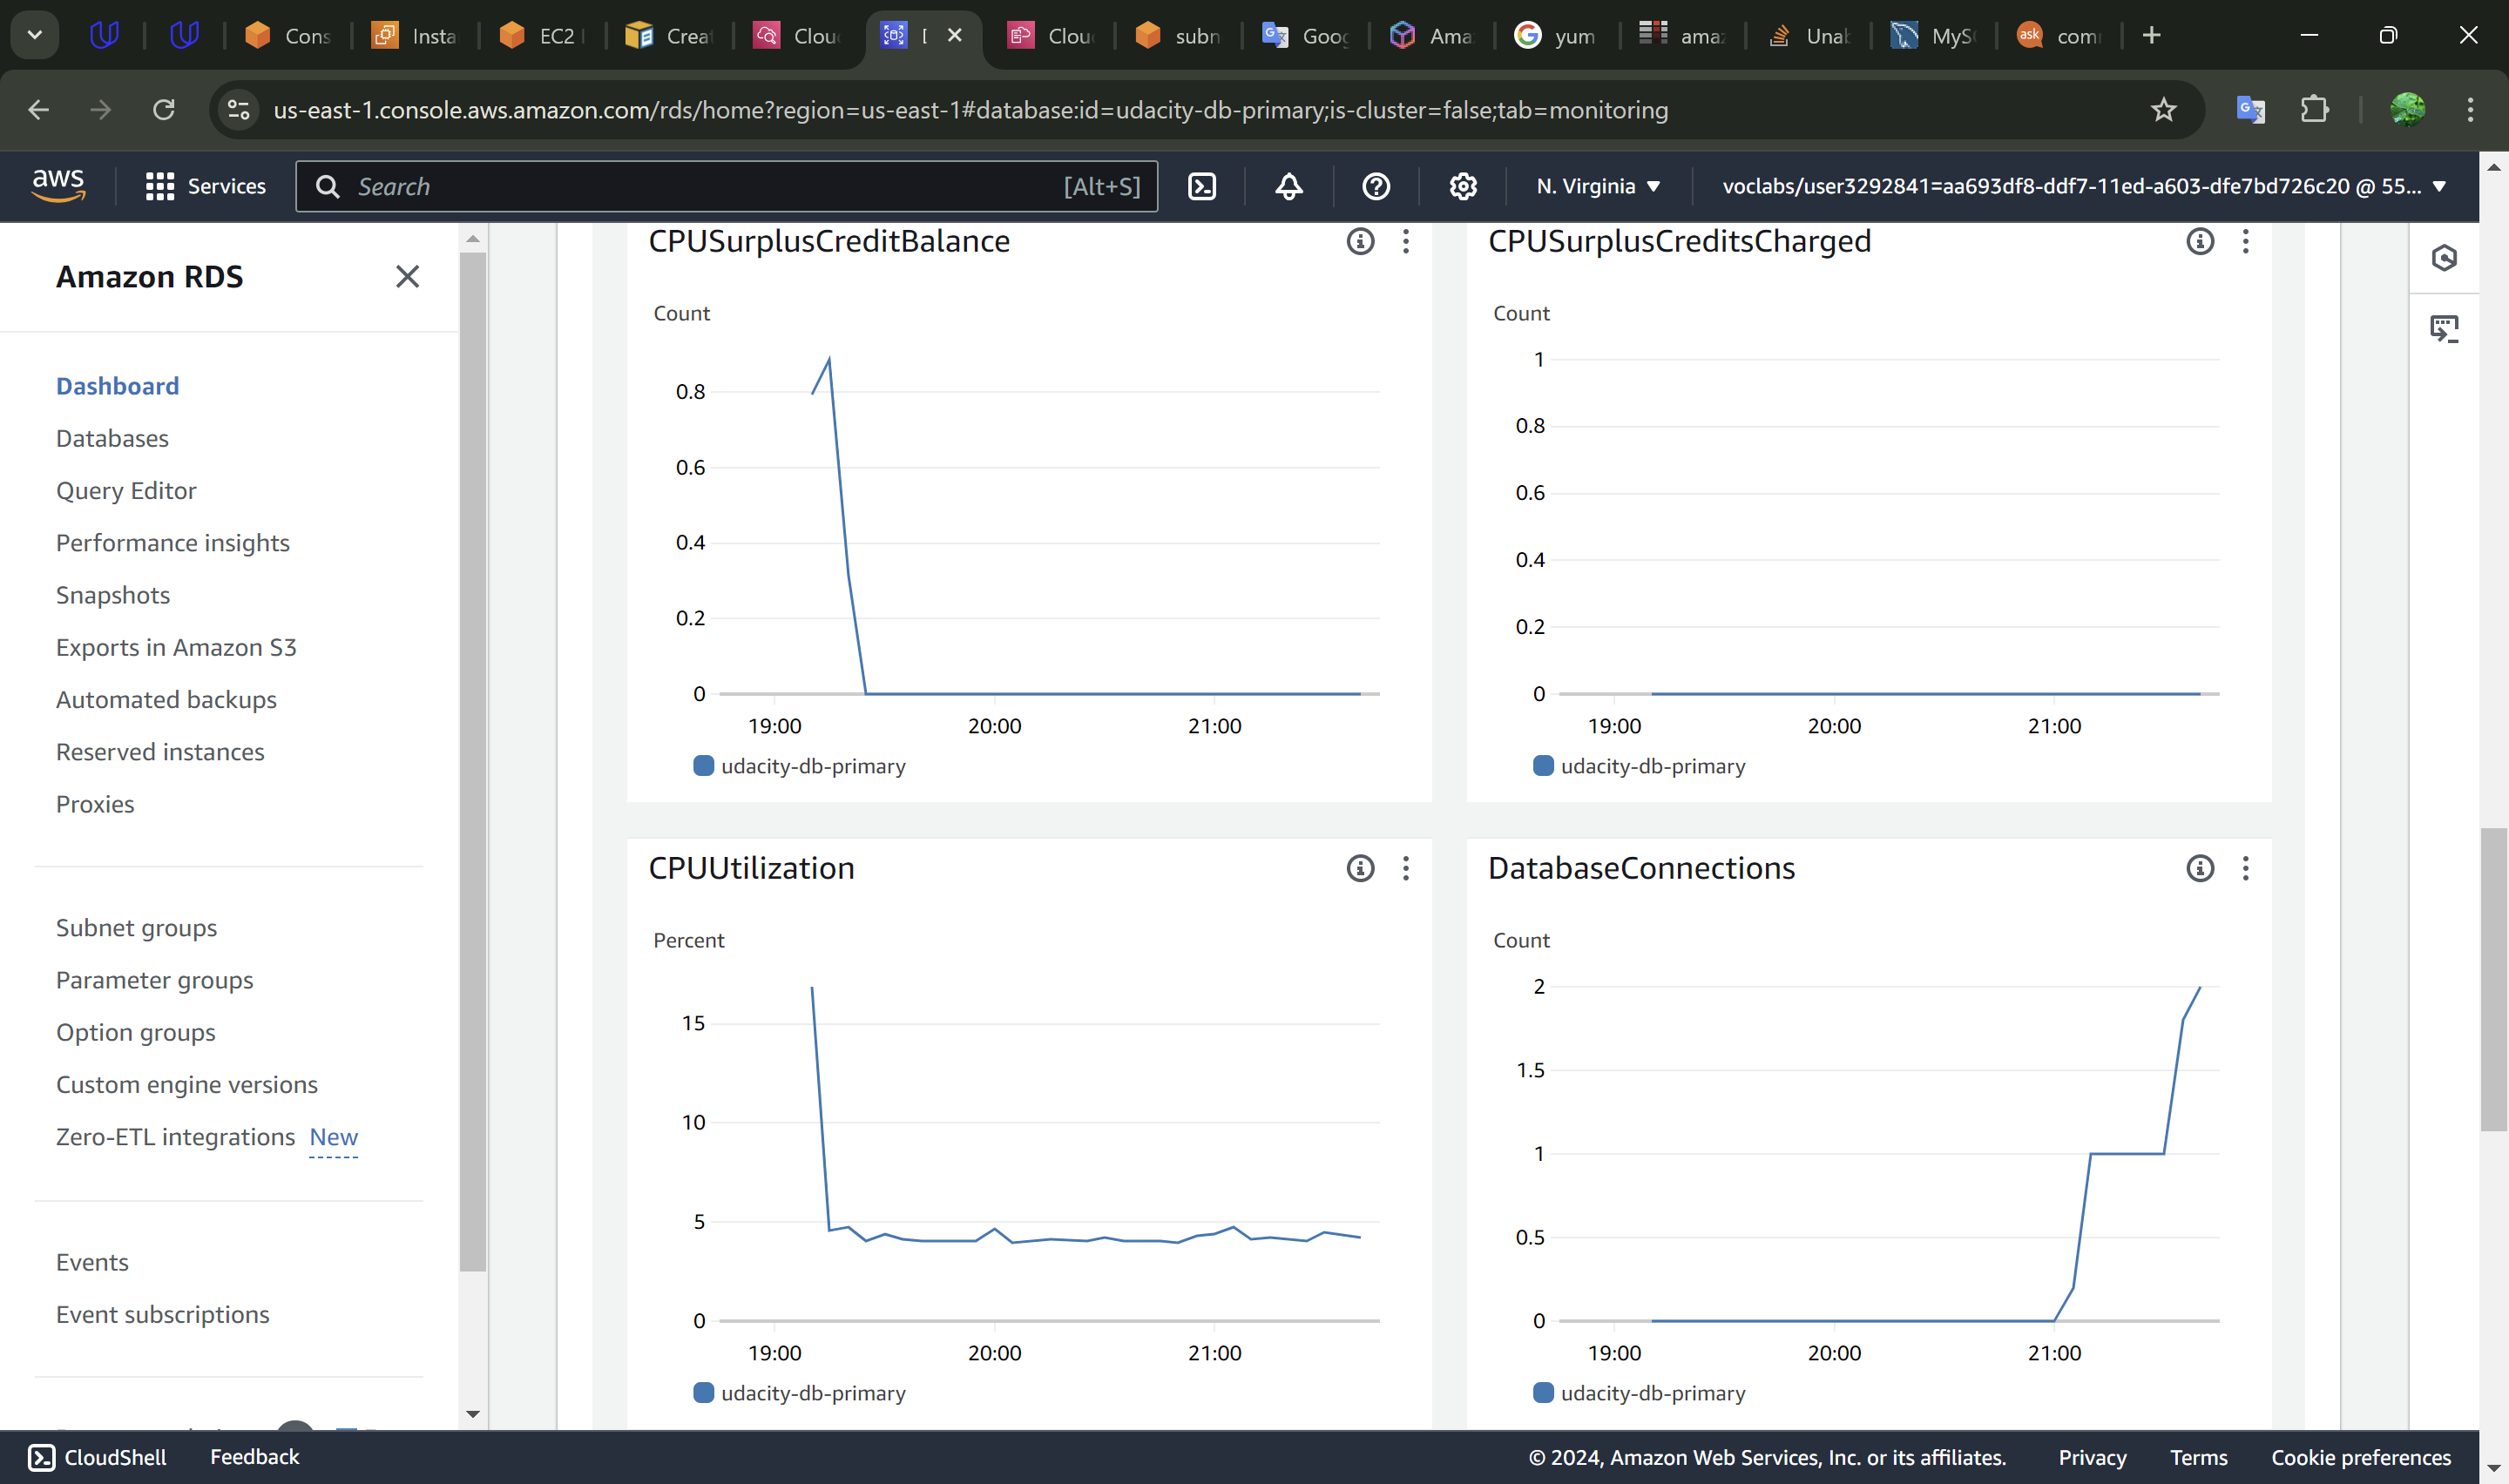 Cons
Insta
EC2
Crea
Clou
Clou
subn
Goog
Ama
yum
amaz
Unab
MyS
com
us-east-1.console.aws.amazon.com/rds/home?region=us-east-1#database:id=udacity-db-primary;is-cluster=false;tab=monitoring
aws
Services
Search
[Alt+S]
N. Virginia
voclabs/user3292841=aa693df8-ddf7-11ed-a603-dfe7bd726c20 @ 55...
Amazon RDS
Dashboard
Databases
Query Editor
Performance insights
Snapshots
Exports in Amazon S3
Automated backups
Reserved instances
Proxies
Subnet groups
Parameter groups
Option groups
Custom engine versions
Zero-ETL integrations New
Events
Event subscriptions
CPUSurplusCreditBalance
Count
0.8
0.6
0.4
0.2
0
19:00 20:00 21:00
udacity-db-primary
CPUSurplusCreditsCharged
Count
1
0.8
0.6
0.4
0.2
0
19:00 20:00 21:00
udacity-db-primary
CPUUtilization
Percent
15
10
5
0
19:00 20:00 21:00
udacity-db-primary
DatabaseConnections
Count
2
1.5
1
0.5
0
19:00 20:00 21:00
udacity-db-primary
CloudShell
Feedback
© 2024, Amazon Web Services, Inc. or its affiliates.
Privacy
Terms
Cookie preferences